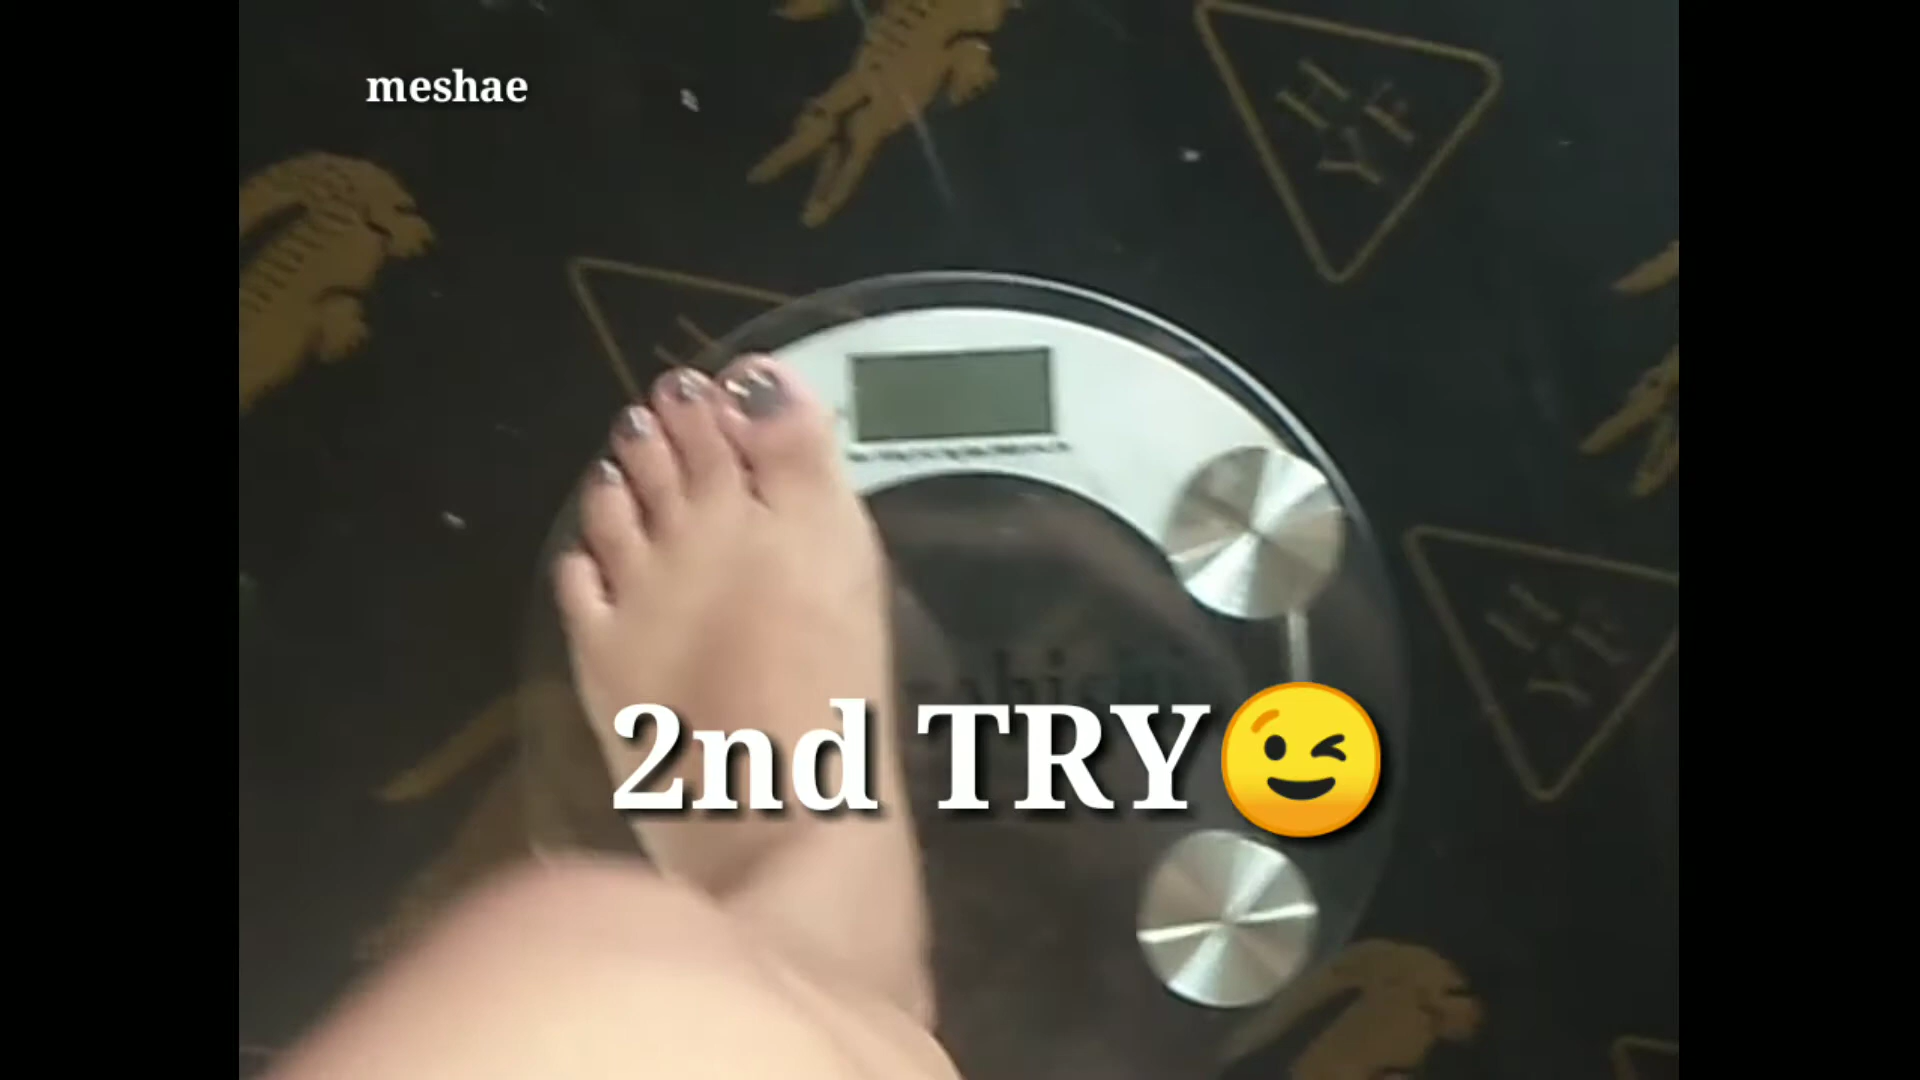 meshae
H
Y F
H
Y F
2nd TRY😉